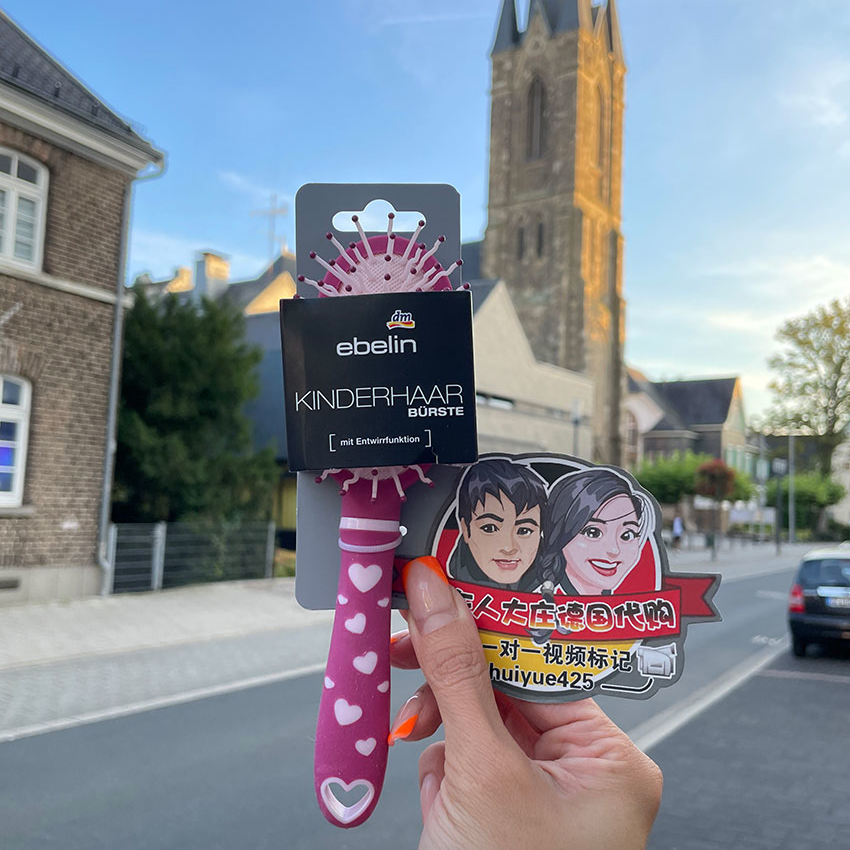 dm
ebelin
KINDERHAAR
BÜRSTE
[ mit Entwirrfunktion ]
人大庄德国代购
一对一视频标记
huiyue425